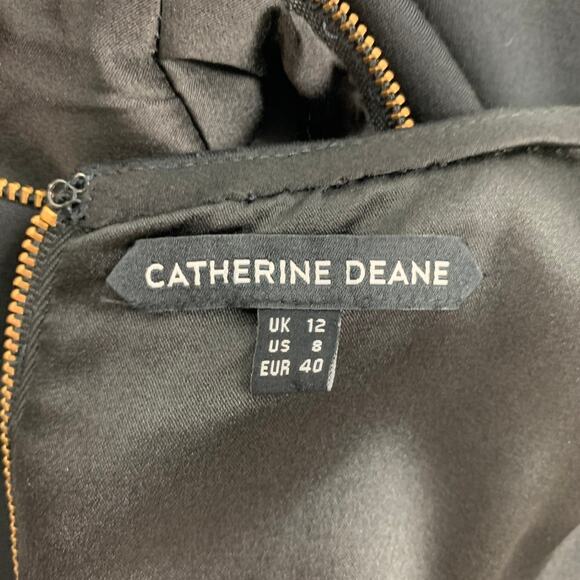 CATHERINE DEANE
UK 12
US 8
EUR 40